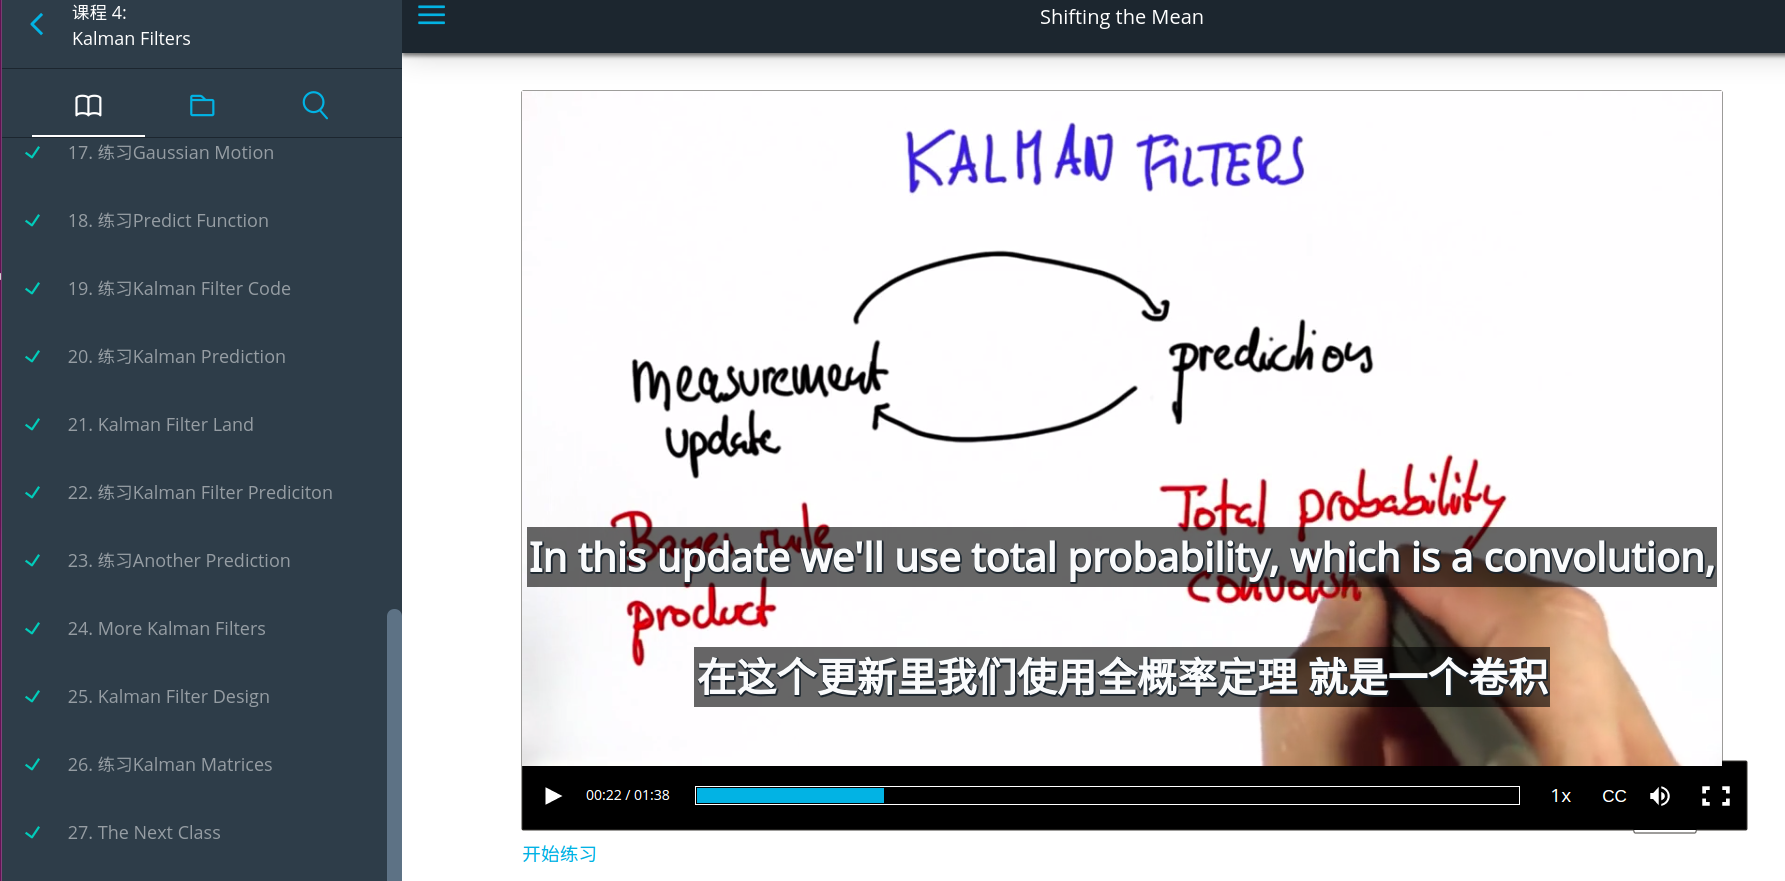 课程 4:
Kalman Filters
Shifting the Mean
17. 练习Gaussian Motion
18. 练习Predict Function
19. 练习Kalman Filter Code
20. 练习Kalman Prediction
21. Kalman Filter Land
22. 练习Kalman Filter Prediciton
23. 练习Another Prediction
24. More Kalman Filters
25. Kalman Filter Design
26. 练习Kalman Matrices
27. The Next Class
KALMAN FILTERS
measurement
update
prediction
Bayes rule
product
Total probability
convolution
In this update we'll use total probability, which is a convolution,
在这个更新里我们使用全概率定理 就是一个卷积
00:22 / 01:38
1x
CC
开始练习